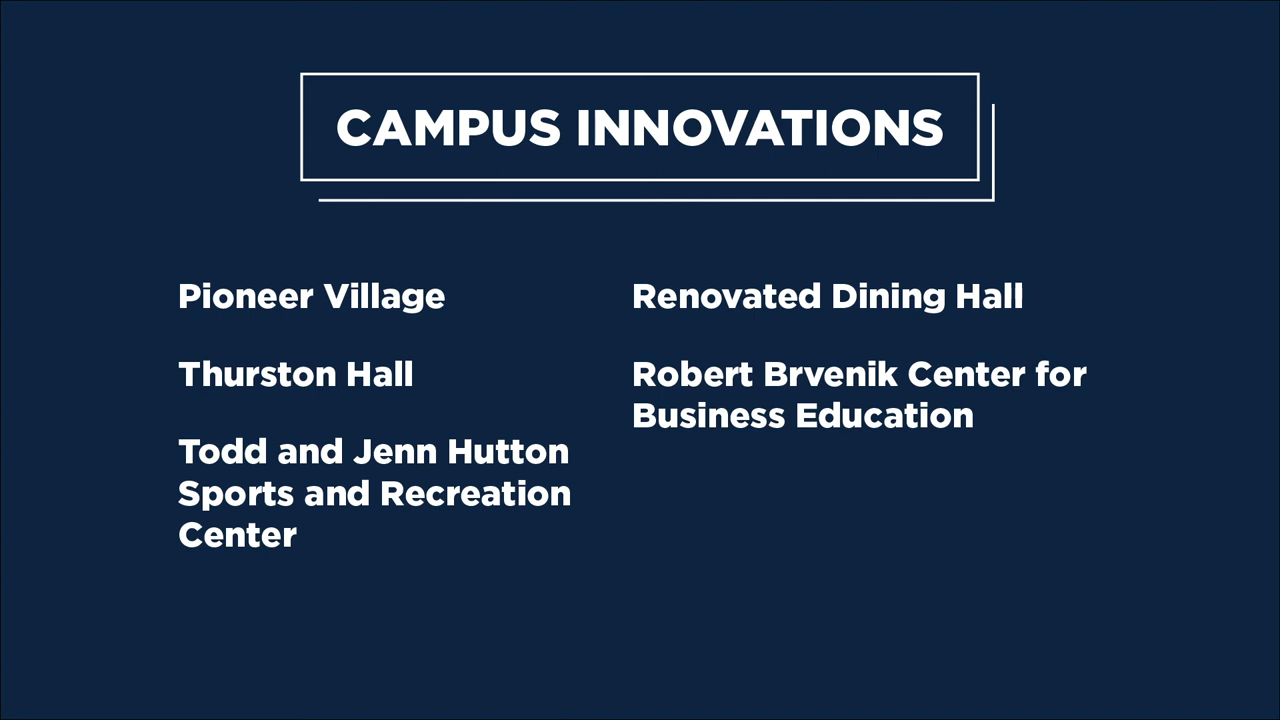 CAMPUS INNOVATIONS
Pioneer Village
Thurston Hall
Todd and Jenn Hutton
Sports and Recreation
Center
Renovated Dining Hall
Robert Brvenik Center for
Business Education